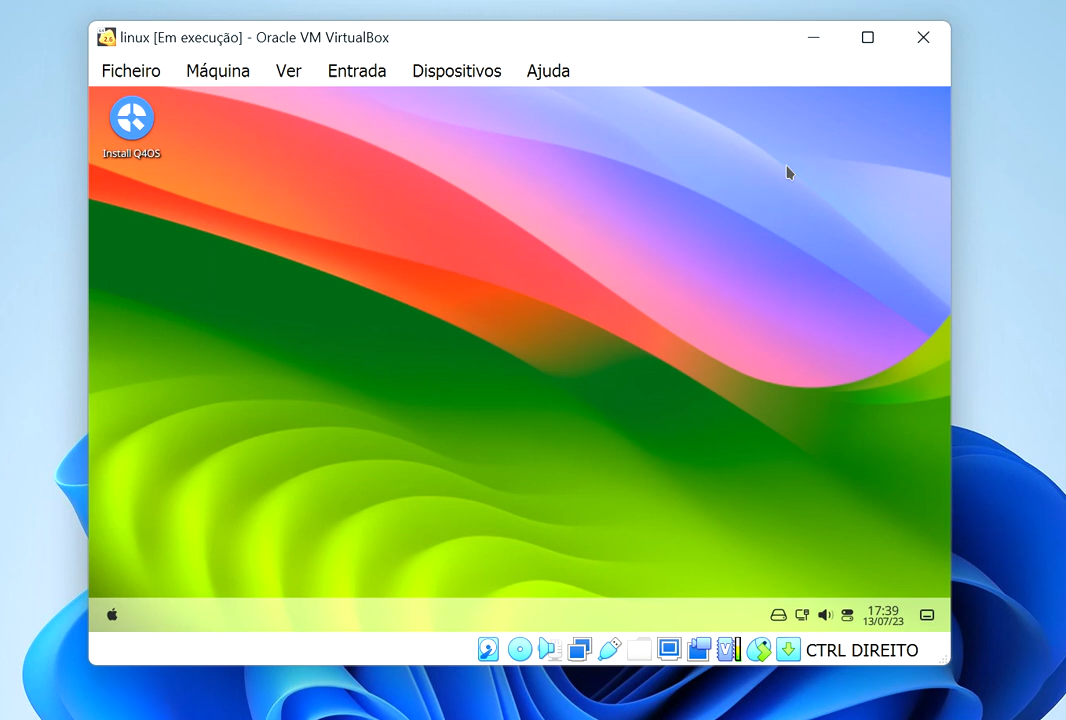 linux [Em execução] - Oracle VM VirtualBox
Ficheiro Máquina Ver Entrada Dispositivos Ajuda
Install Q4OS
17:39
13/07/23
CTRL DIREITO